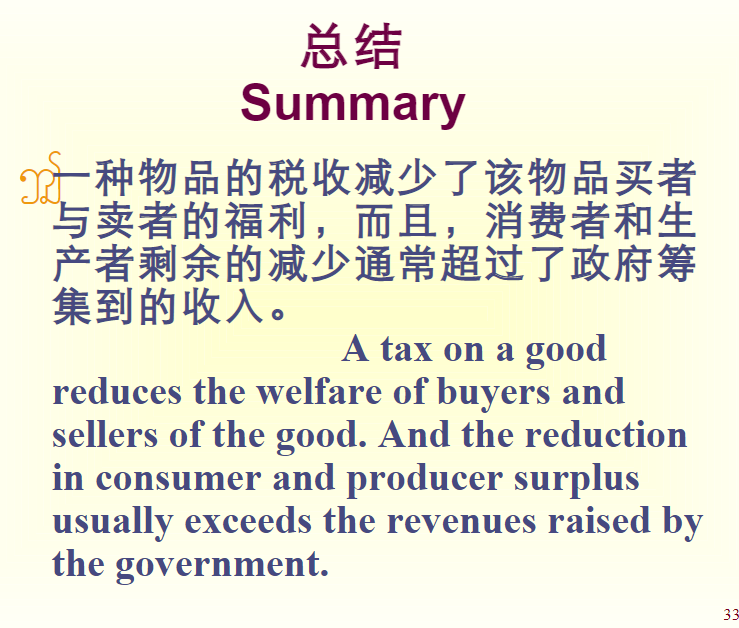 总结
Summary
一种物品的税收减少了该物品买者
与卖者的福利，而且，消费者和生
产者剩余的减少通常超过了政府筹
集到的收入。
A tax on a good
reduces the welfare of buyers and
sellers of the good. And the reduction
in consumer and producer surplus
usually exceeds the revenues raised by
the government.
33